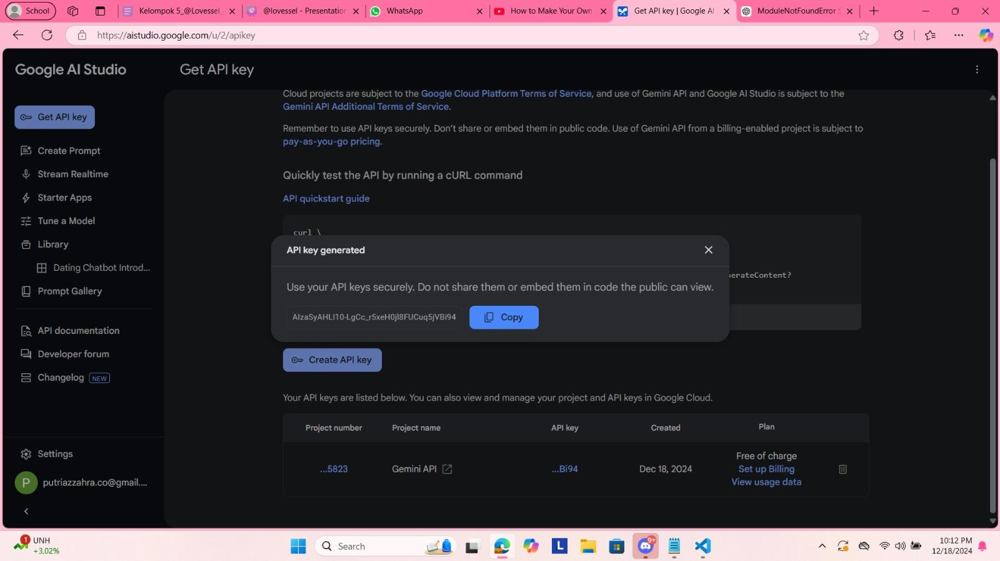 School
Kelompok 5_@Lovessel_
@lovessel - Presentation
WhatsApp
How to Make Your Own
Get API key | Google AI
ModuleNotFoundError S
https://aistudio.google.com/u/2/apikey
Google AI Studio
Get API key
Get API key
Create Prompt
Stream Realtime
Starter Apps
Tune a Model
Library
Dating Chatbot Introd...
Prompt Gallery
API documentation
Developer forum
Changelog NEW
Settings
P
putriazzahra.co@gmail....
Cloud projects are subject to the Google Cloud Platform Terms of Service, and use of Gemini API and Google AI Studio is subject to the
Gemini API Additional Terms of Service.
Remember to use API keys securely. Don’t share or embed them in public code. Use of Gemini API from a billing-enabled project is subject to
pay-as-you-go pricing.
Quickly test the API by running a cURL command
API quickstart guide
curl \
nerateContent?
API key generated
Use your API keys securely. Do not share them or embed them in code the public can view.
AIzaSyAHLI10-LgCc_r5xeH0jl8FUCuq5jVBi94
Copy
Create API key
Your API keys are listed below. You can also view and manage your project and API keys in Google Cloud.
Project number Project name API key Created Plan
...5823 Gemini API ...Bi94 Dec 18, 2024 Free of charge
Set up Billing
View usage data
1
UNH
+3.02%
Search
L
9+
10:12 PM
12/18/2024